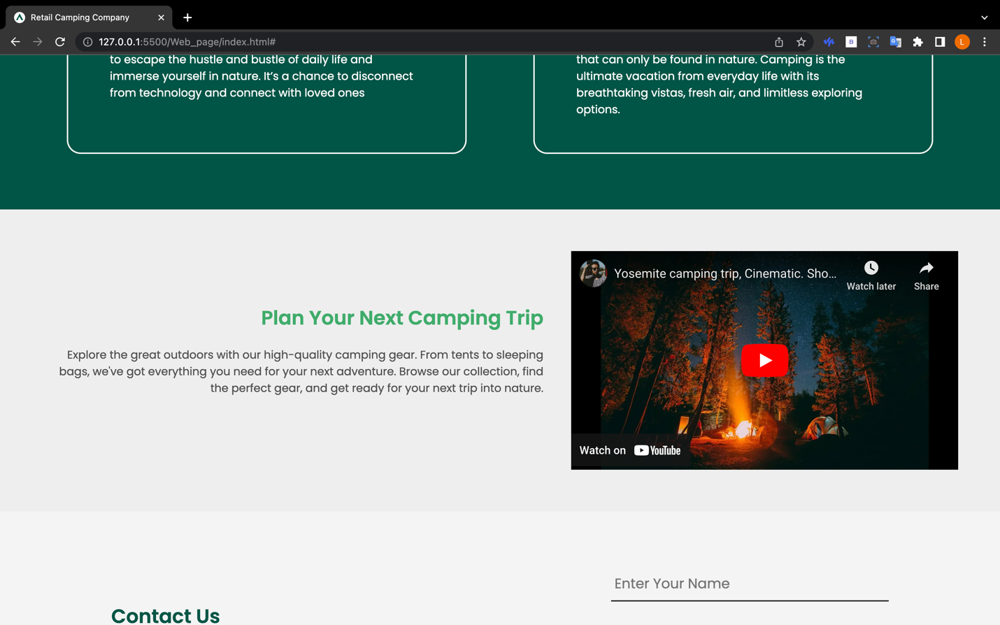 Retail Camping Company
127.0.0.1:5500/Web_page/index.html#
B
G
L
to escape the hustle and bustle of daily life and
immerse yourself in nature. It’s a chance to disconnect
from technology and connect with loved ones
that can only be found in nature. Camping is the
ultimate vacation from everyday life with its
breathtaking vistas, fresh air, and limitless exploring
options.
Plan Your Next Camping Trip
Explore the great outdoors with our high-quality camping gear. From tents to sleeping
bags, we've got everything you need for your next adventure. Browse our collection, find
the perfect gear, and get ready for your next trip into nature.
Yosemite camping trip, Cinematic. Sho...
Watch later
Share
Watch on YouTube
Contact Us
Enter Your Name